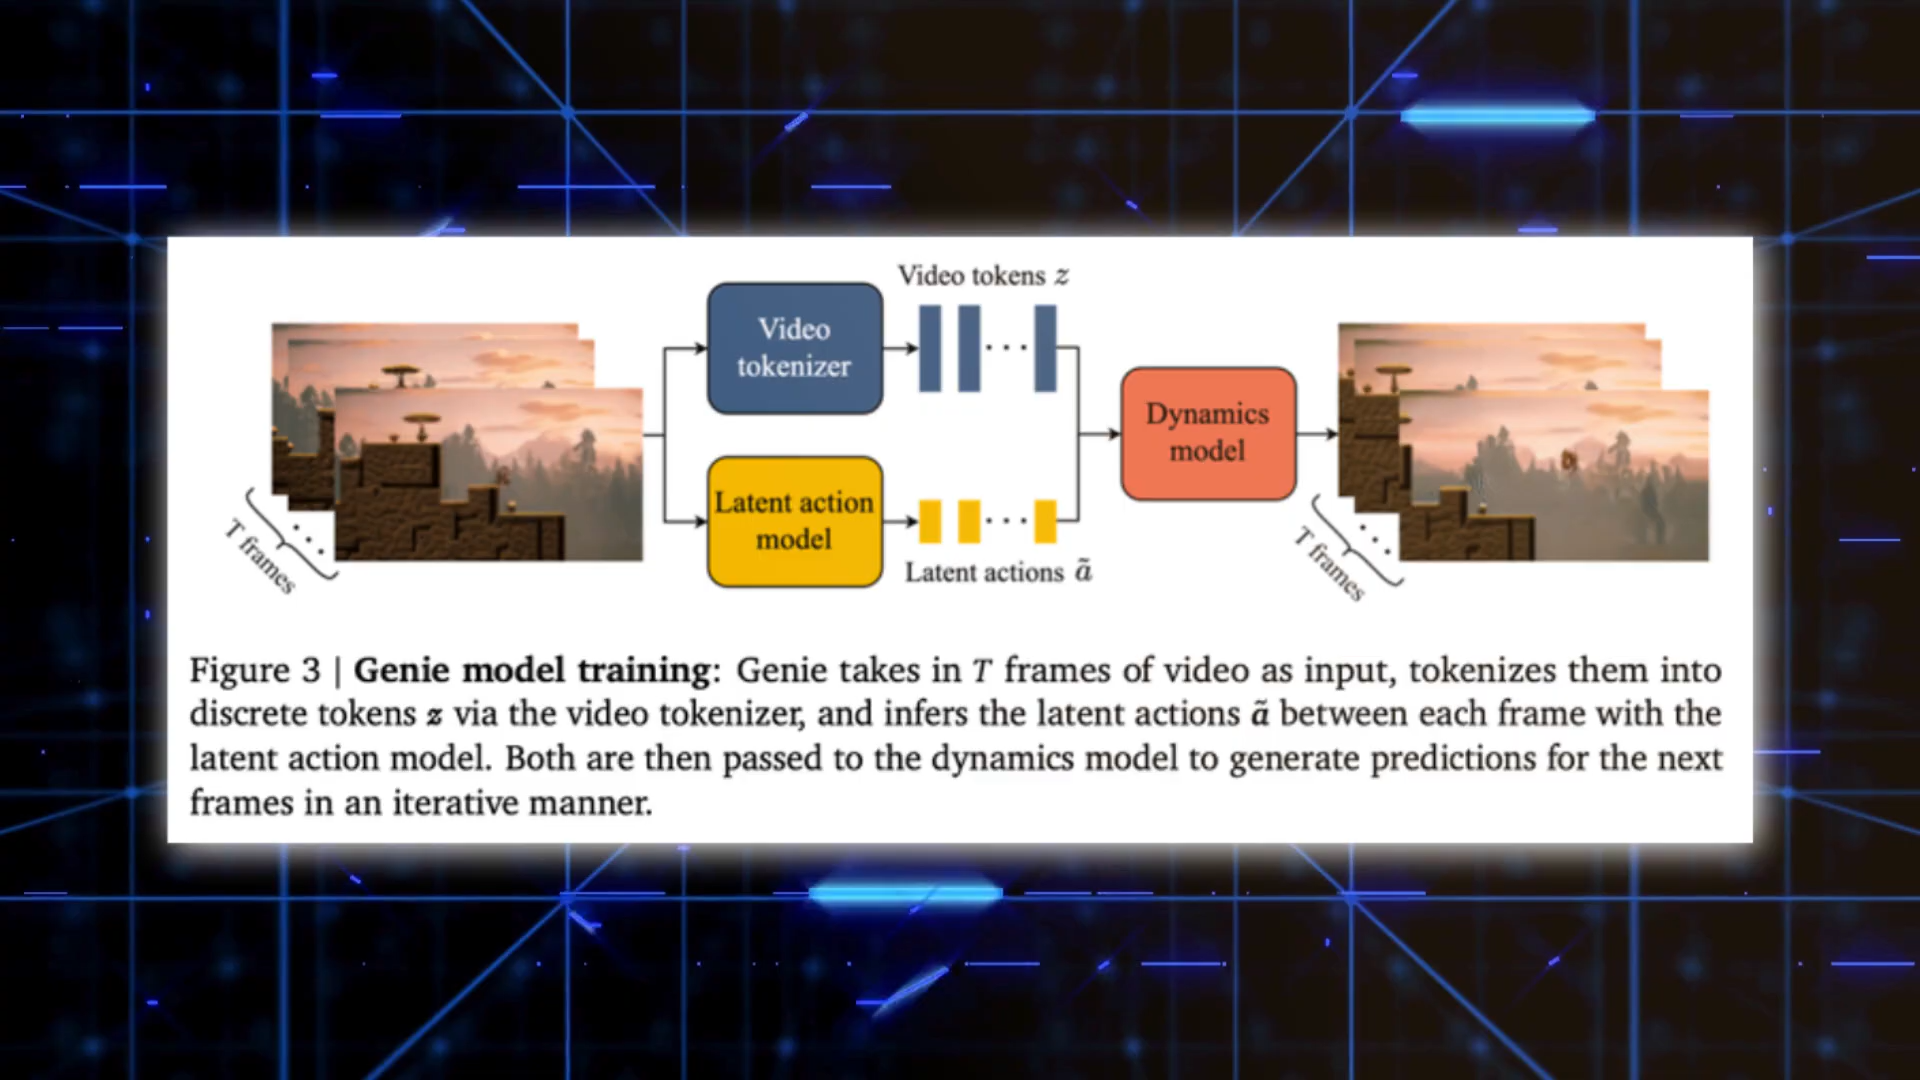 Video tokens z
Video
tokenizer
Dynamics
model
Latent action
model
Latent actions ã
T frames
T frames
Figure 3 | Genie model training: Genie takes in T frames of video as input, tokenizes them into
discrete tokens z via the video tokenizer, and infers the latent actions ã between each frame with the
latent action model. Both are then passed to the dynamics model to generate predictions for the next
frames in an iterative manner.